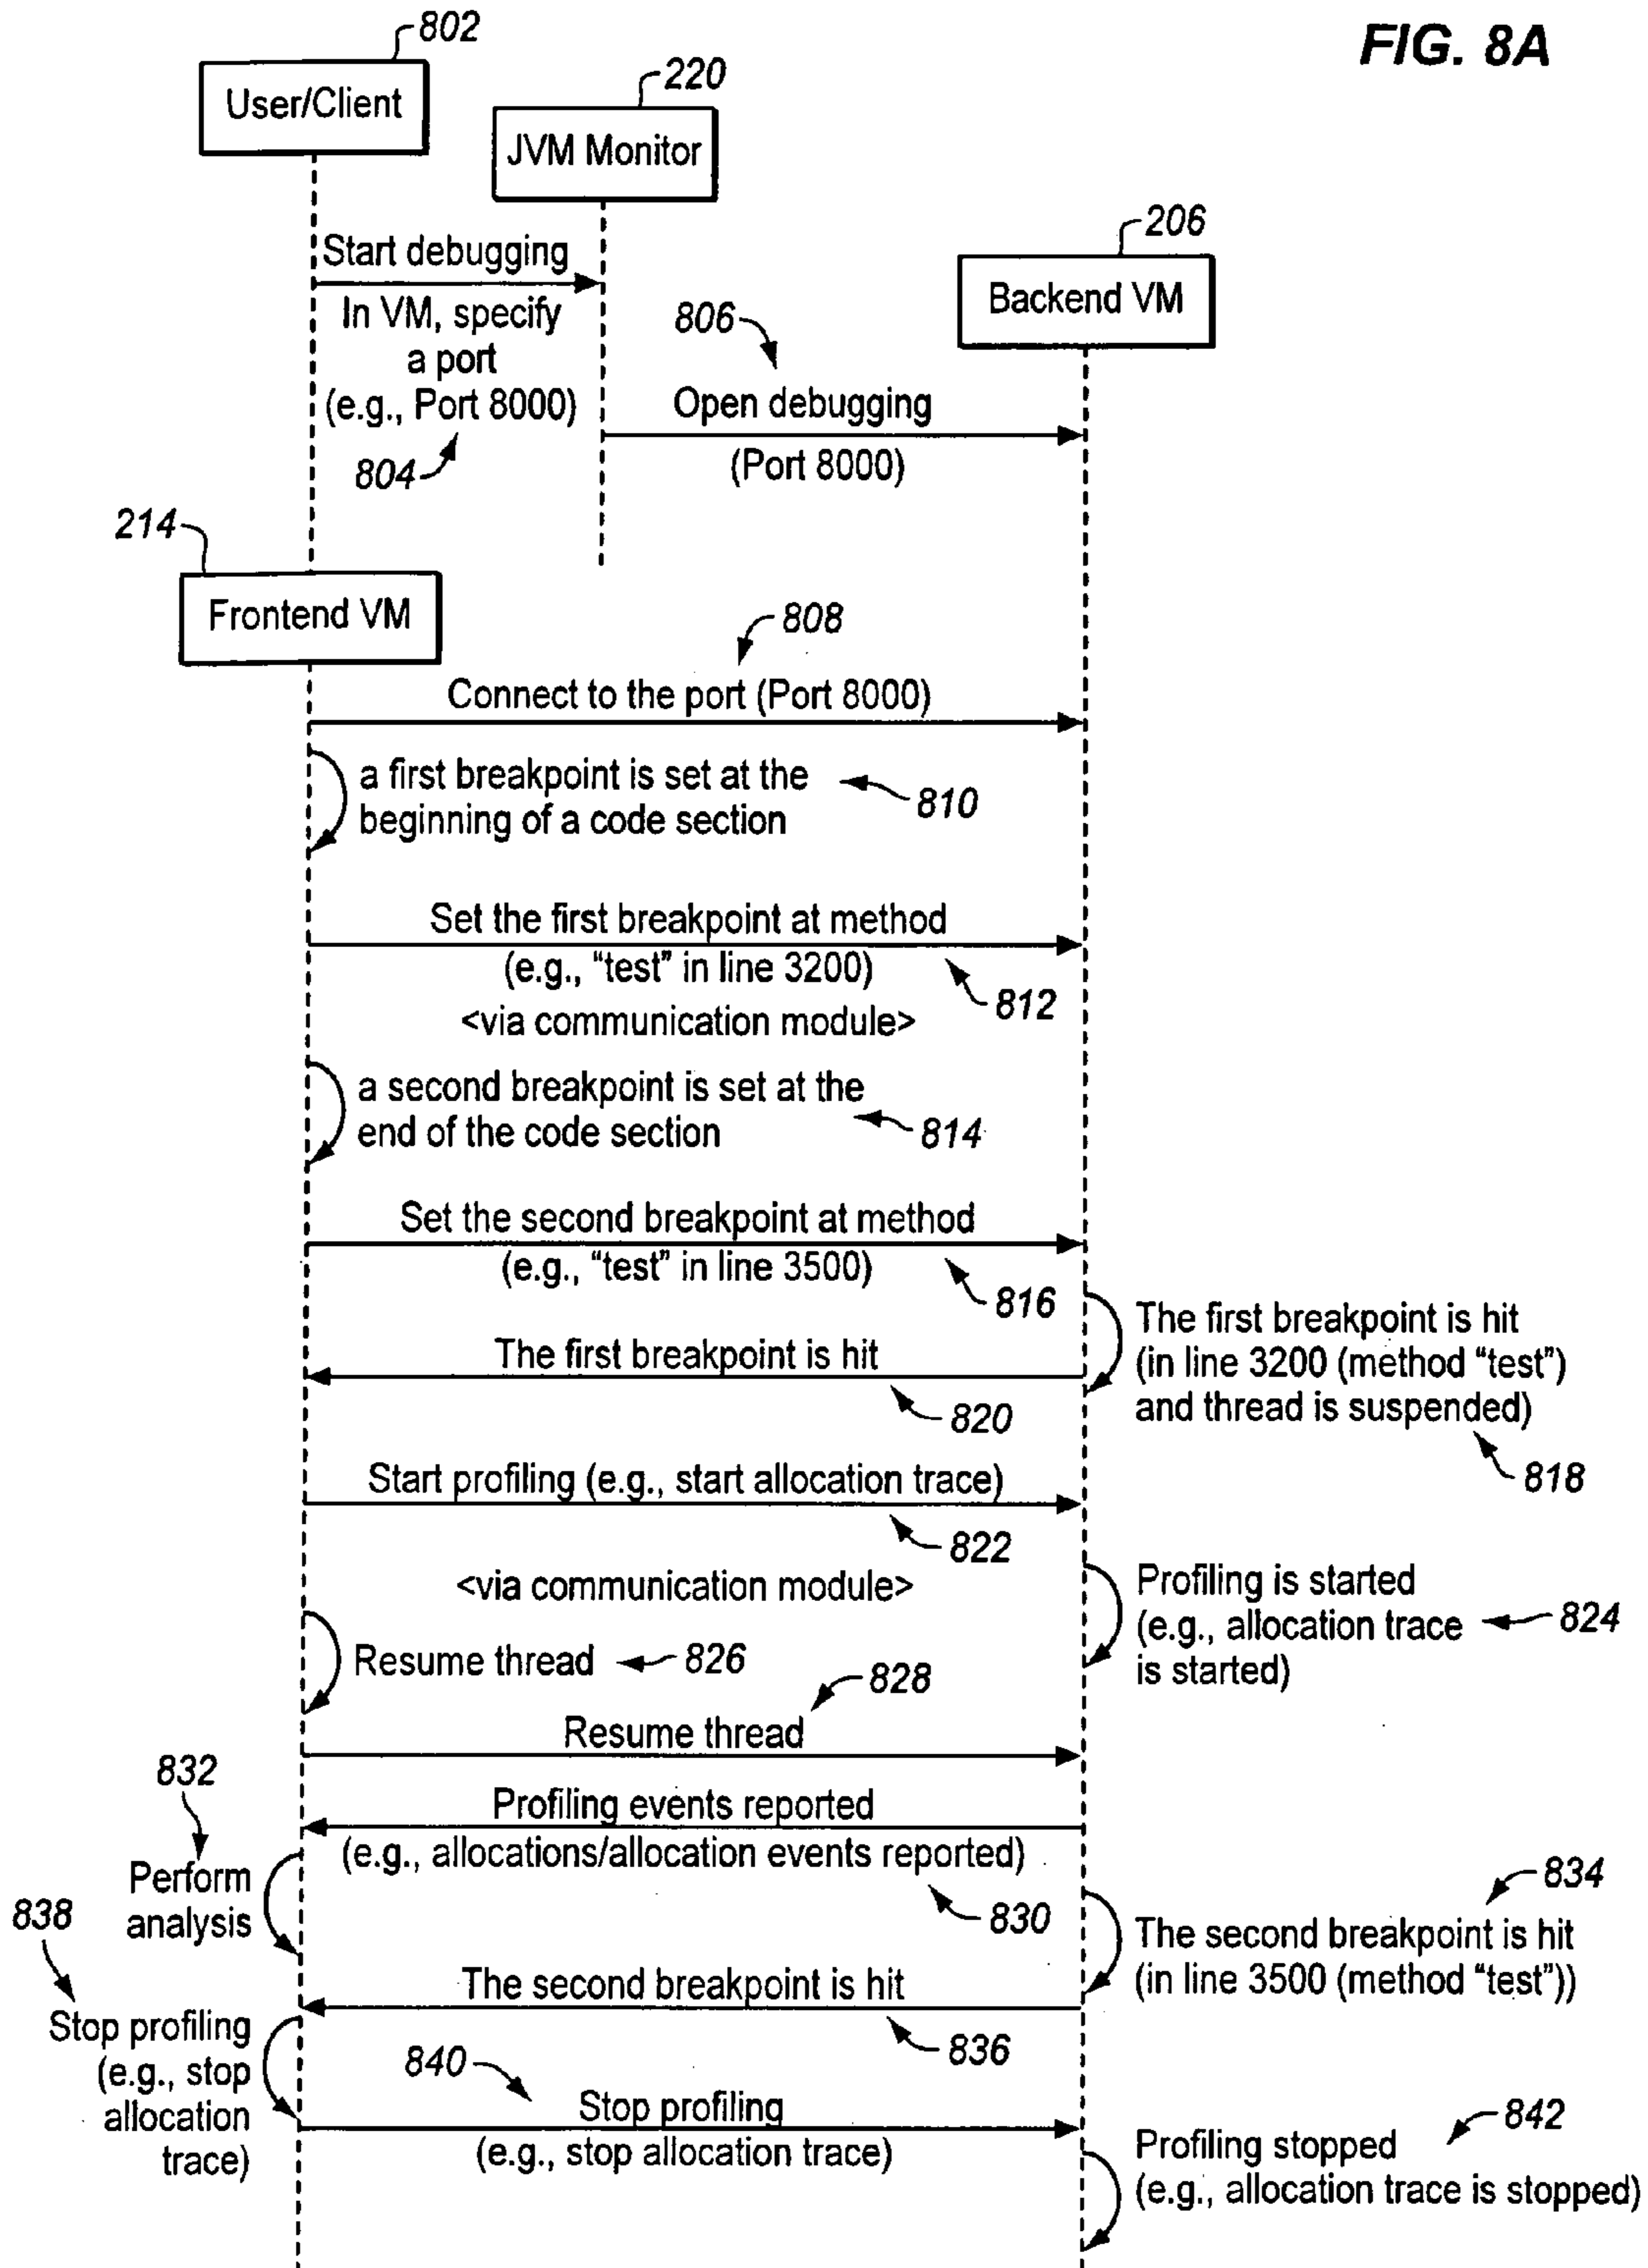 FIG. 8A
802
User/Client
220
JVM Monitor
206
Backend VM
Start debugging
In VM, specify
a port
(e.g., Port 8000)
804
806
Open debugging
(Port 8000)
214
Frontend VM
808
Connect to the port (Port 8000)
a first breakpoint is set at the
beginning of a code section
810
Set the first breakpoint at method
(e.g., "test" in line 3200)
812
<via communication module>
a second breakpoint is set at the
end of the code section
814
Set the second breakpoint at method
(e.g., "test" in line 3500)
816
The first breakpoint is hit
(in line 3200 (method "test")
and thread is suspended)
818
The first breakpoint is hit
820
Start profiling (e.g., start allocation trace)
822
<via communication module>
Profiling is started
(e.g., allocation trace
is started)
824
Resume thread
826
828
Resume thread
832
Profiling events reported
(e.g., allocations/allocation events reported)
830
Perform
analysis
834
The second breakpoint is hit
(in line 3500 (method "test"))
838
The second breakpoint is hit
836
Stop profiling
(e.g., stop
allocation
trace)
840
Stop profiling
(e.g., stop allocation trace)
842
Profiling stopped
(e.g., allocation trace is stopped)